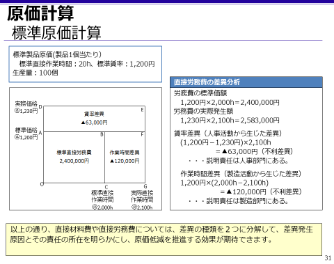 原価計算
標準原価計算
標準製品原価(製品1個当たり)
標準直接作業時間：20h、標準賃率：1,200円
生産量：100個
実際価格
@1,230円
標準価格
@1,200円
D
E
A
B
F
O
C
G
賃率差異
▲63,000円
標準直接労務費
2,400,000円
作業時間差異
▲120,000円
標準直接
作業時間
@2,000h
実際直接
作業時間
@2,100h
直接労務費の差異分析
労務費の標準価額
1,200円×2,000h＝2,400,000円
労務費の実際発生額
1,230円×2,100h＝2,583,000円
賃率差異（人事活動から生じた差異）
(1,200円－1,230円)×2,100h
＝▲63,000円（不利差異）
・・・説明責任は人事部門にある。
作業時間差異（製造活動から生じた差異）
1,200円×(2,000h－2,100h)
＝▲120,000円（不利差異）
・・・説明責任は製造部門にある。
以上の通り、直接材料費や直接労務費については、差異の種類を２つに分解して、差異発生
原因とその責任の所在を明らかにし、原価低減を推進する効果が期待できます。
31